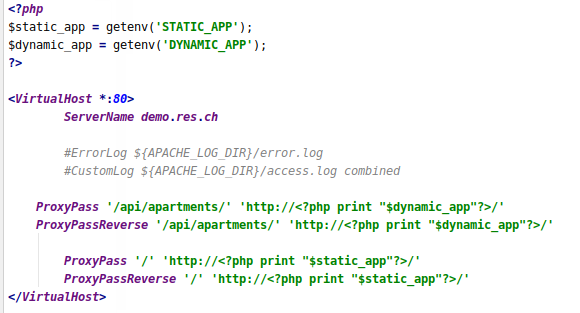 <?php
$static_app = getenv('STATIC_APP');
$dynamic_app = getenv('DYNAMIC_APP');
?>
<VirtualHost *:80>
ServerName demo.res.ch
#ErrorLog ${APACHE_LOG_DIR}/error.log
#CustomLog ${APACHE_LOG_DIR}/access.log combined
ProxyPass '/api/apartments/' 'http://<?php print "$dynamic_app"?>/'
ProxyPassReverse '/api/apartments/' 'http://<?php print "$dynamic_app"?>/'
ProxyPass '/' 'http://<?php print "$static_app"?>/'
ProxyPassReverse '/' 'http://<?php print "$static_app"?>/'
</VirtualHost>